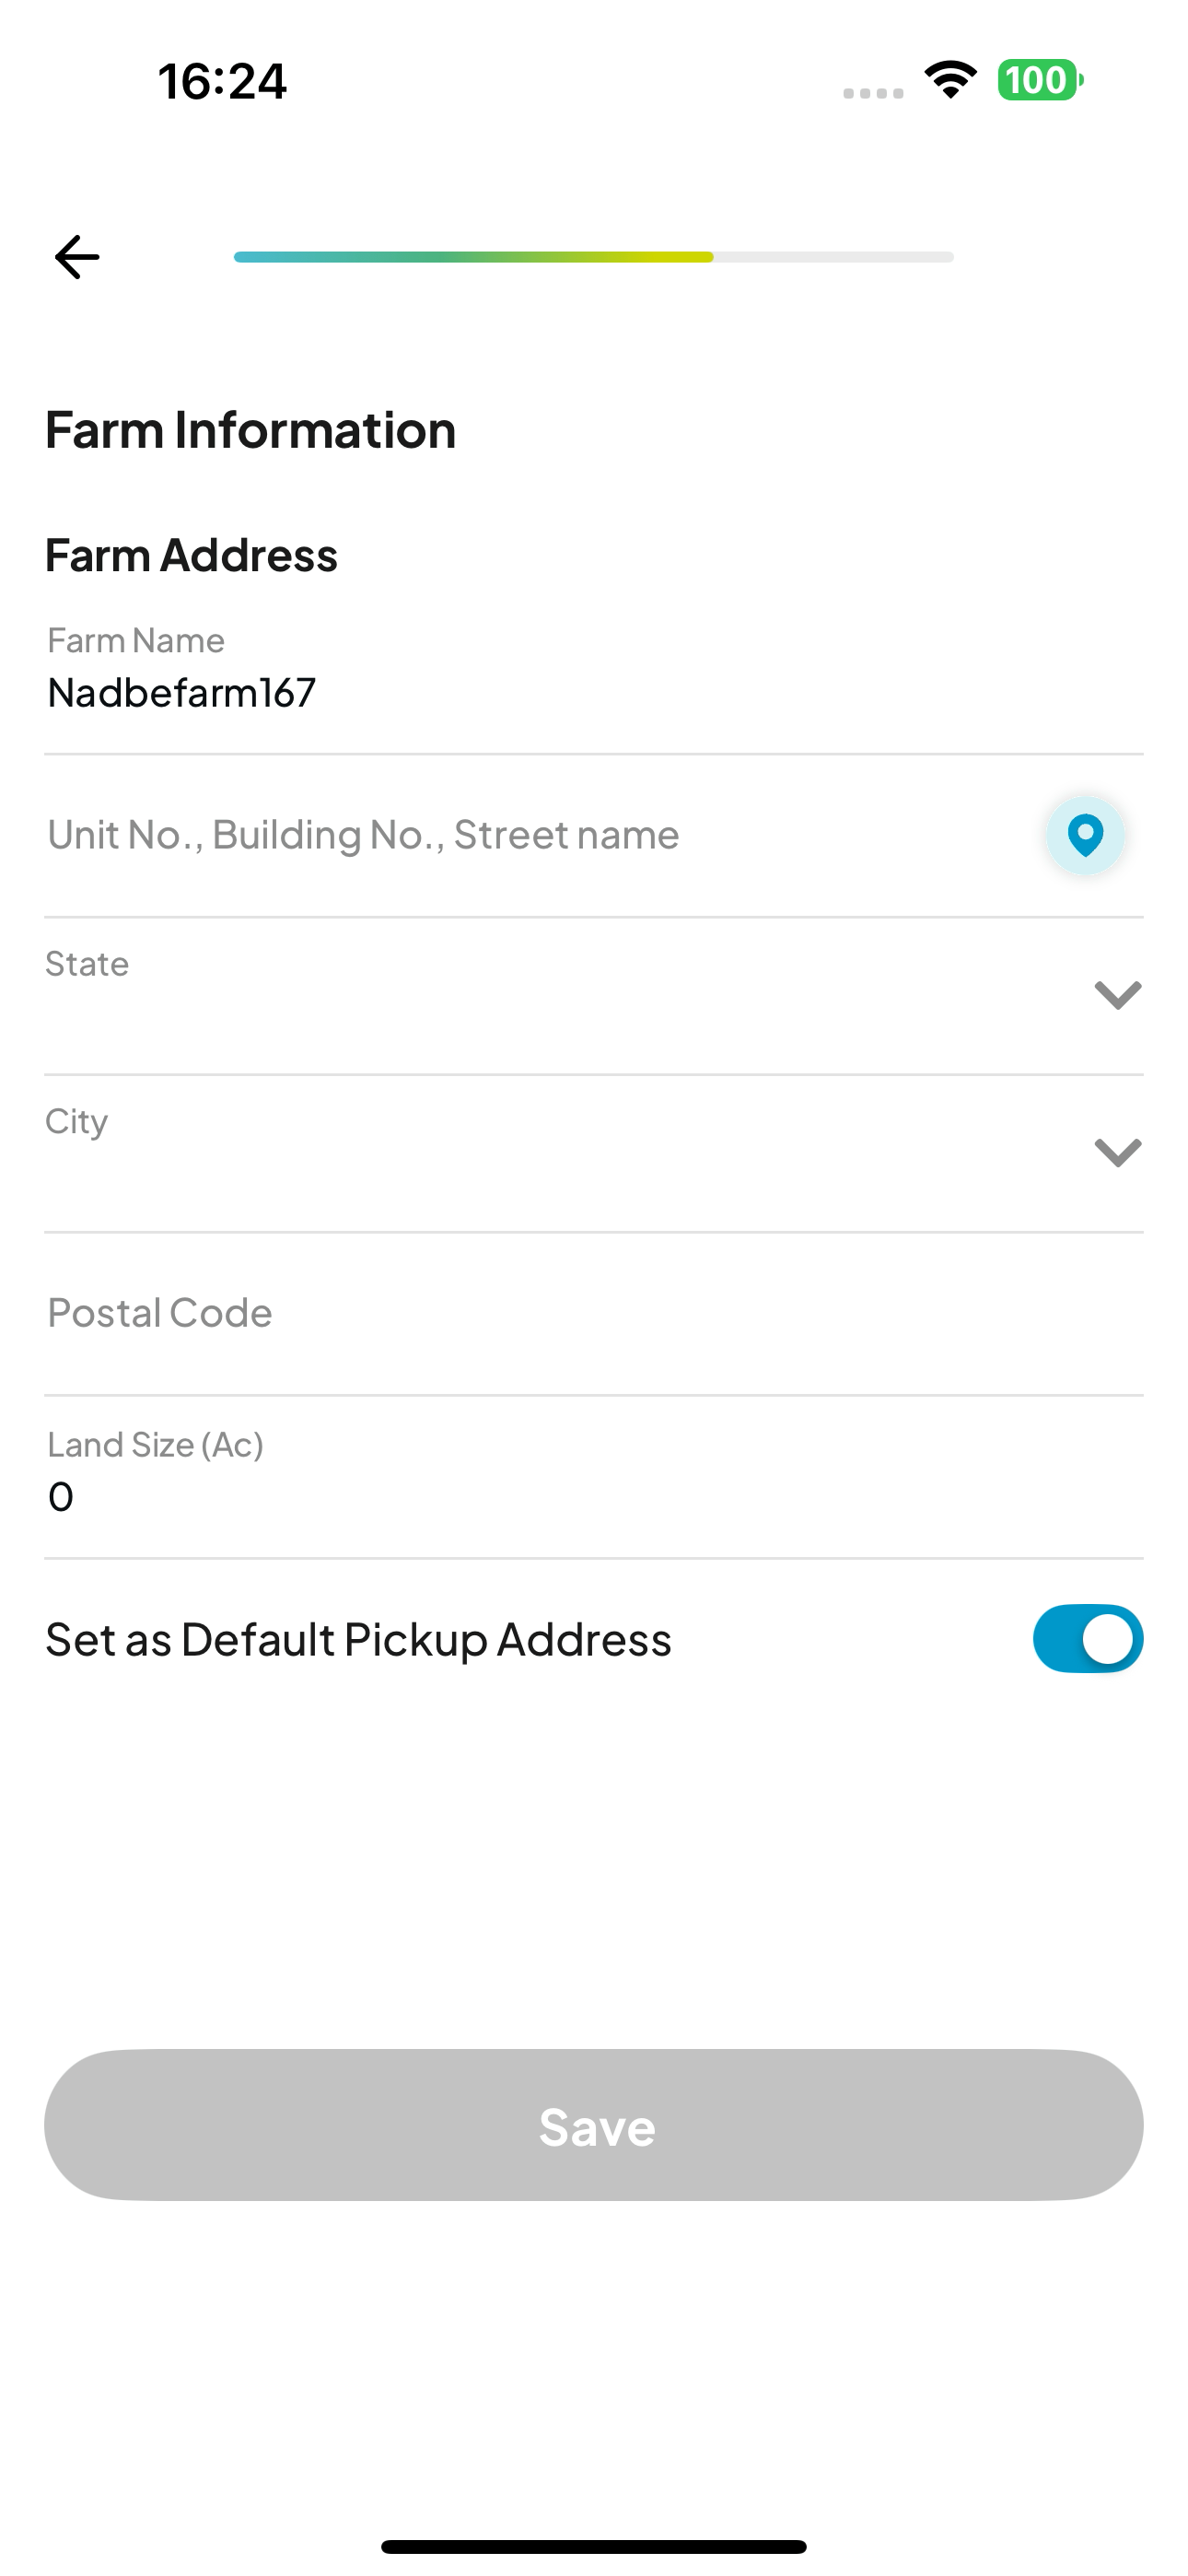 16:24
100
Farm Information
Farm Address
Farm Name
Nadbefarm167
Unit No., Building No., Street name
State
City
Postal Code
Land Size (Ac)
0
Set as Default Pickup Address
Save